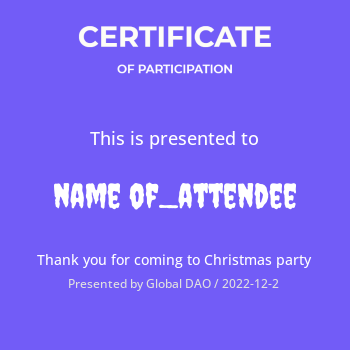 CERTIFICATE
OF PARTICIPATION
This is presented to
NAME OF_ATTENDEE
Thank you for coming to Christmas party
Presented by Global DAO / 2022-12-2